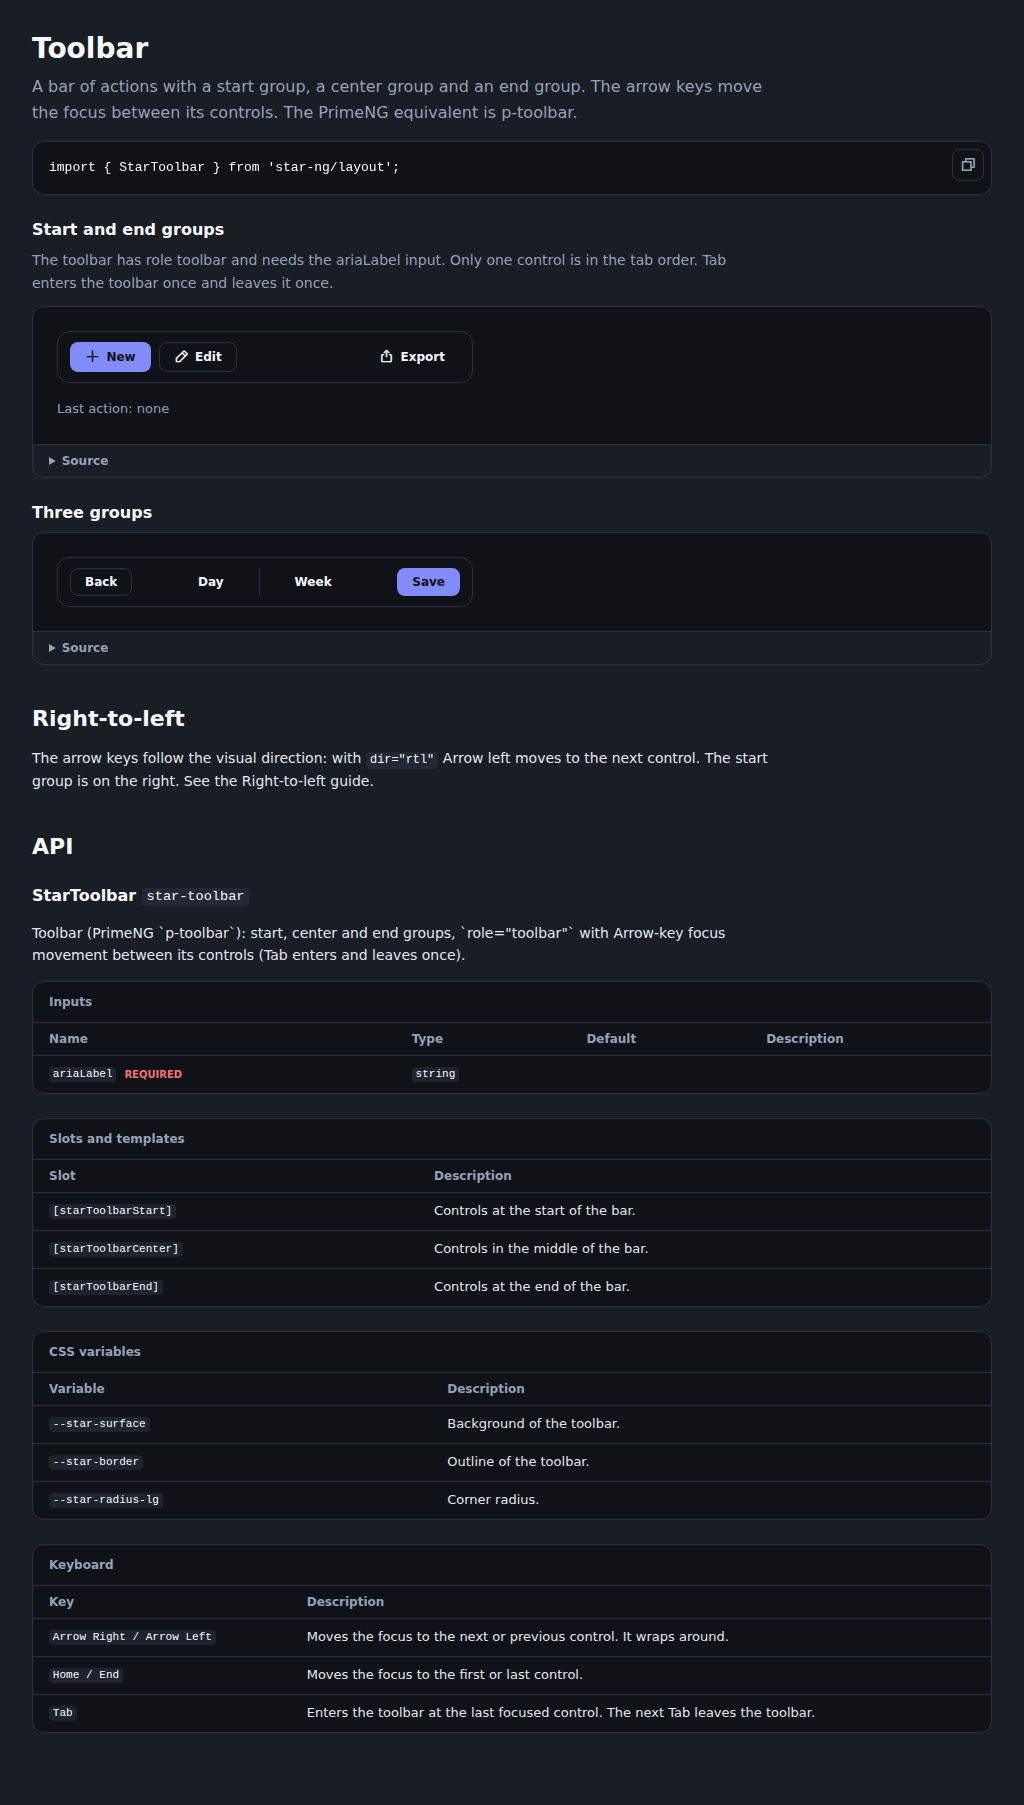 Toolbar
A bar of actions with a start group, a center group and an end group. The arrow keys move
the focus between its controls. The PrimeNG equivalent is p-toolbar.
import { StarToolbar } from 'star-ng/layout';
Start and end groups
The toolbar has role toolbar and needs the ariaLabel input. Only one control is in the tab order. Tab
enters the toolbar once and leaves it once.
New Edit Export
Last action: none
Source
Three groups
Back Day Week Save
Source
Right-to-left
The arrow keys follow the visual direction: with dir="rtl" Arrow left moves to the next control. The start
group is on the right. See the Right-to-left guide.
API
StarToolbar star-toolbar
Toolbar (PrimeNG `p-toolbar`): start, center and end groups, `role="toolbar"` with Arrow-key focus
movement between its controls (Tab enters and leaves once).
Inputs
Name Type Default Description
ariaLabel REQUIRED string
Slots and templates
Slot Description
[starToolbarStart] Controls at the start of the bar.
[starToolbarCenter] Controls in the middle of the bar.
[starToolbarEnd] Controls at the end of the bar.
CSS variables
Variable Description
--star-surface Background of the toolbar.
--star-border Outline of the toolbar.
--star-radius-lg Corner radius.
Keyboard
Key Description
Arrow Right / Arrow Left Moves the focus to the next or previous control. It wraps around.
Home / End Moves the focus to the first or last control.
Tab Enters the toolbar at the last focused control. The next Tab leaves the toolbar.